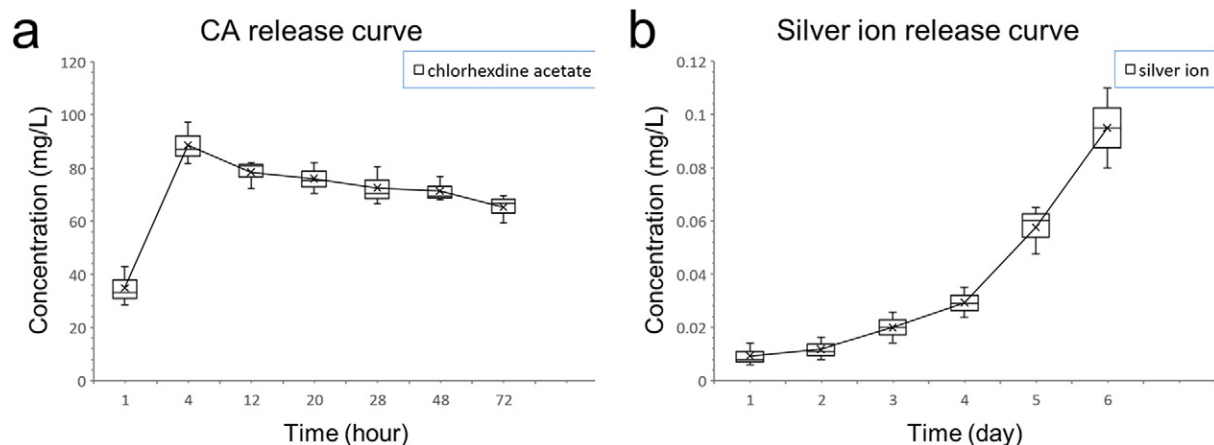 a
CA release curve
chlorhexdine acetate
Concentration (mg/L)
120
100
80
60
40
20
0
1 4 12 20 28 48 72
Time (hour)
b
Silver ion release curve
silver ion
Concentration (mg/L)
0.12
0.1
0.08
0.06
0.04
0.02
0
1 2 3 4 5 6
Time (day)